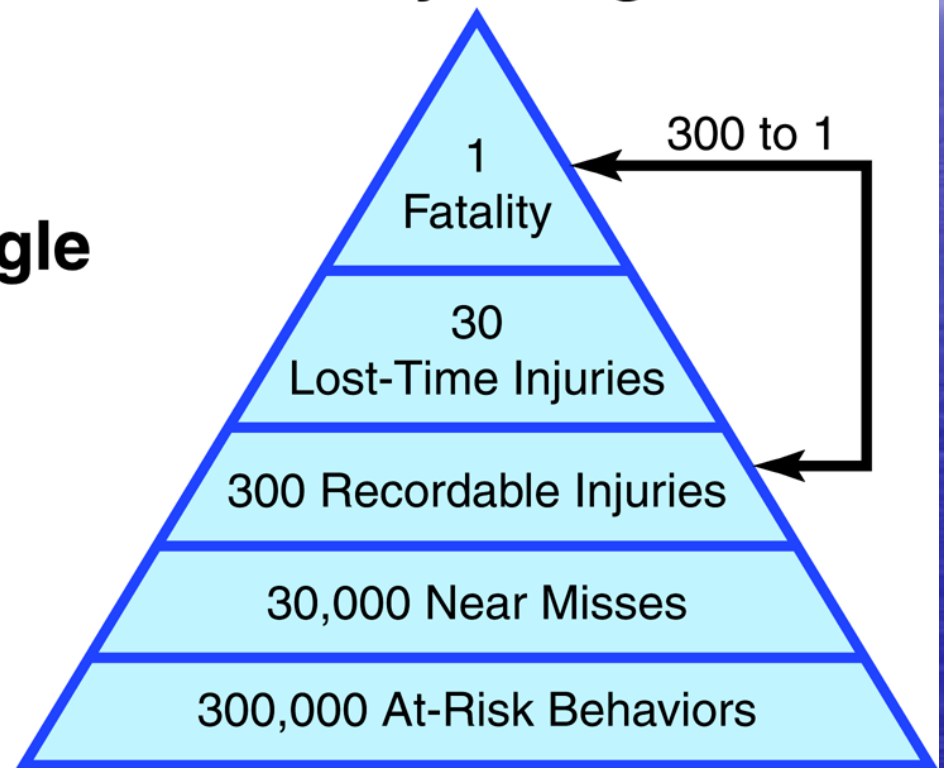 1
Fatality
300 to 1
gle
30
Lost-Time Injuries
300 Recordable Injuries
30,000 Near Misses
300,000 At-Risk Behaviors